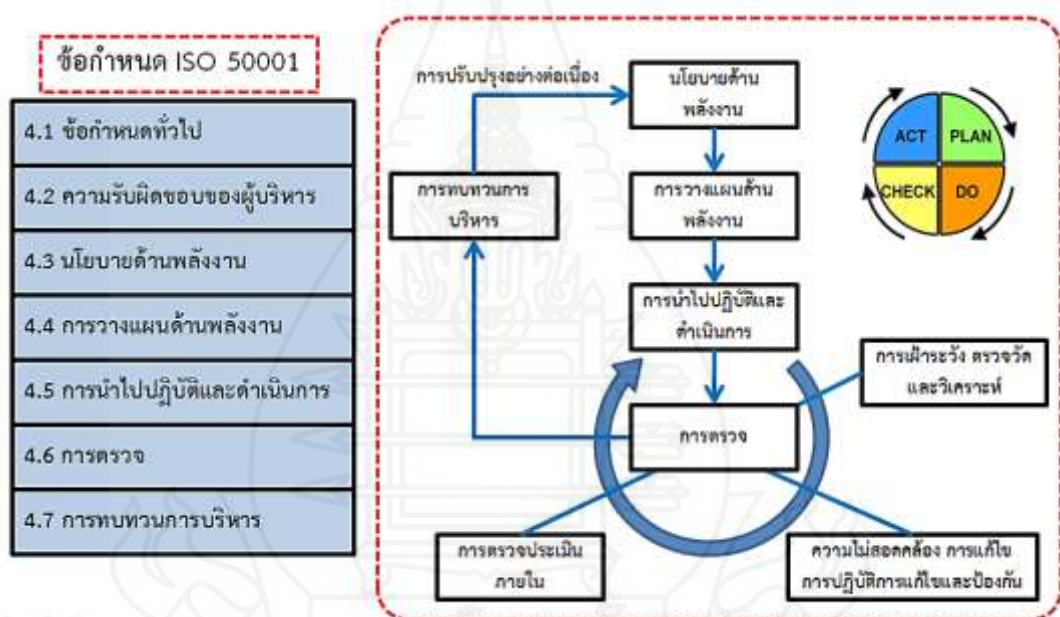 ข้อกำหนด ISO 50001
4.1 ข้อกำหนดทั่วไป
4.2 ความรับผิดชอบของผู้บริหาร
4.3 นโยบายด้านพลังงาน
4.4 การวางแผนด้านพลังงาน
4.5 การนำไปปฏิบัติและดำเนินการ
4.6 การตรวจ
4.7 การทบทวนการบริหาร
การปรับปรุงอย่างต่อเนื่อง
นโยบายด้าน
พลังงาน
การทบทวนการ
บริหาร
การวางแผนด้าน
พลังงาน
การนำไปปฏิบัติและ
ดำเนินการ
การตรวจ
การเฝ้าระวัง ตรวจวัด
และวิเคราะห์
การตรวจประเมิน
ภายใน
ความไม่สอดคล้อง การแก้ไข
การปฏิบัติการแก้ไขและป้องกัน
ACT
PLAN
CHECK
DO